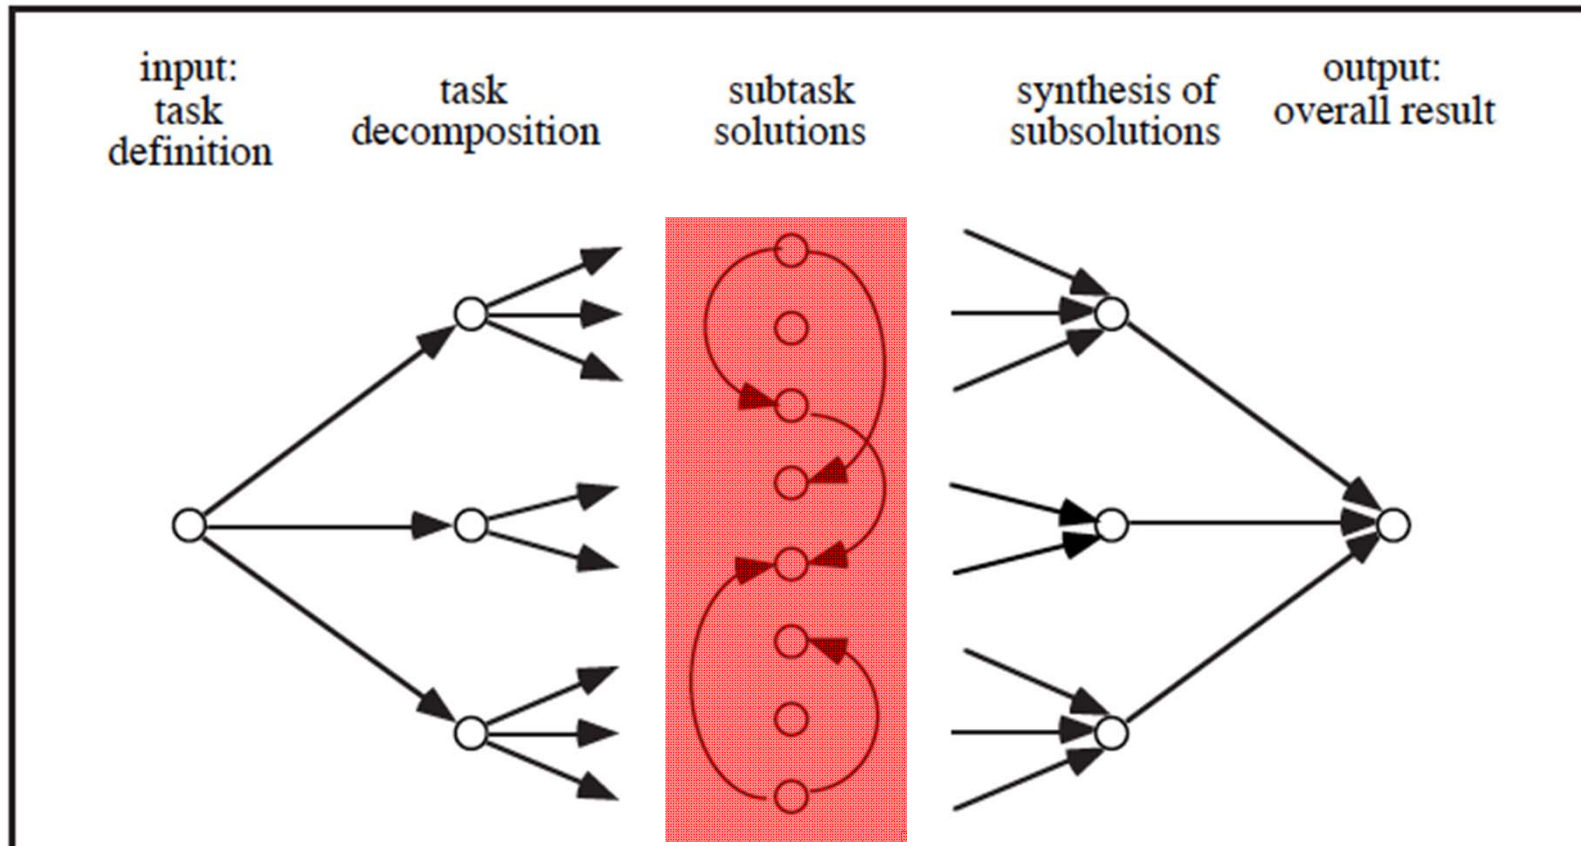 input:
task
definition
task
decomposition
subtask
solutions
synthesis of
subsolutions
output:
overall result